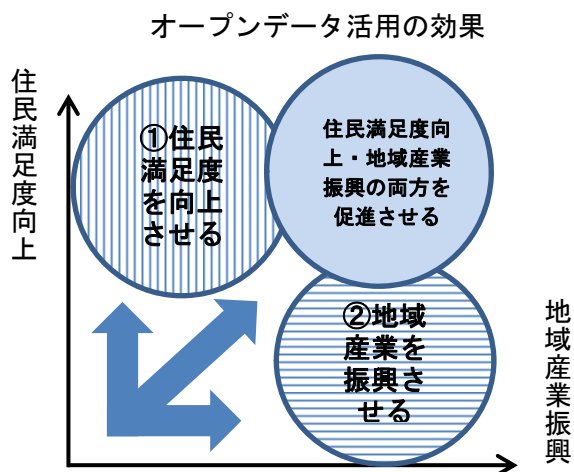 オープンデータ活用の効果
住民満足度向上
①住民
満足度
を向上
させる
住民満足度向
上・地域産業
振興の両方を
促進させる
②地域
産業を
振興さ
せる
地域産業振興